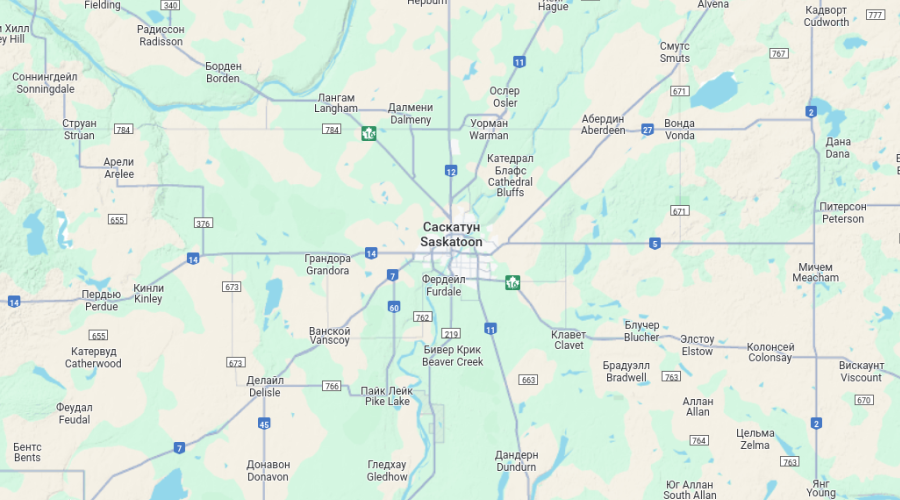 Fielding
340
Hepburn
Hague
Alvena
Кадворт
Cudworth
777
Хилл
ey Hill
Радиссон
Radisson
Смутс
Smuts
767
11
Борден
Borden
Соннингдейл
Sonningdale
Ослер
Osler
671
Лангам
Langham
Далмени
Dalmeny
2
Абердин
Aberdeen
Струан
Struan
784
784
16
Уорман
Warman
27
Вонда
Vonda
Дана
Dana
Арели
Arelee
12
Катедрал
Блафс
Cathedral
Bluffs
655
376
671
Питерсон
Peterson
Саскатун
Saskatoon
5
14
14
Грандора
Grandora
7
Фердейл
Furdale
16
Мичем
Meacham
14
Пердью
Perdue
Кинли
Kinley
673
60
762
219
11
655
Ванской
Vanscoy
Клавет
Clavet
Блучер
Blucher
Элстоу
Elstow
Колонсей
Colonsay
Катервуд
Catherwood
673
Бивер Крик
Beaver Creek
Вискаунт
Viscount
Брадуэлл
Bradwell
763
Делайл
Delisle
766
Пайк Лейк
Pike Lake
663
670
Феудал
Feudal
45
Аллан
Allan
2
Бентс
Bents
7
764
Цельма
Zelma
763
Донавон
Donavon
Гледхау
Gledhow
Дандерн
Dundurn
Юг Аллан
South Allan
Янг
Young